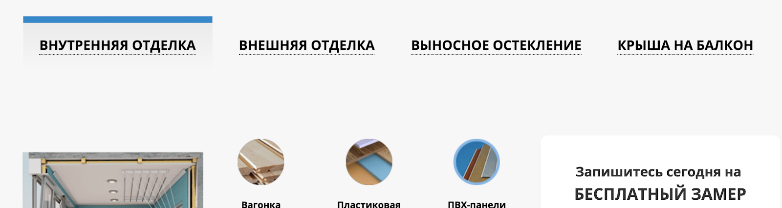 ВНУТРЕННЯЯ ОТДЕЛКА ВНЕШНЯЯ ОТДЕЛКА ВЫНОСНОЕ ОСТЕКЛЕНИЕ КРЫША НА БАЛКОН
Запишитесь сегодня на
БЕСПЛАТНЫЙ ЗАМЕР
Вагонка Пластиковая ПВХ-панели